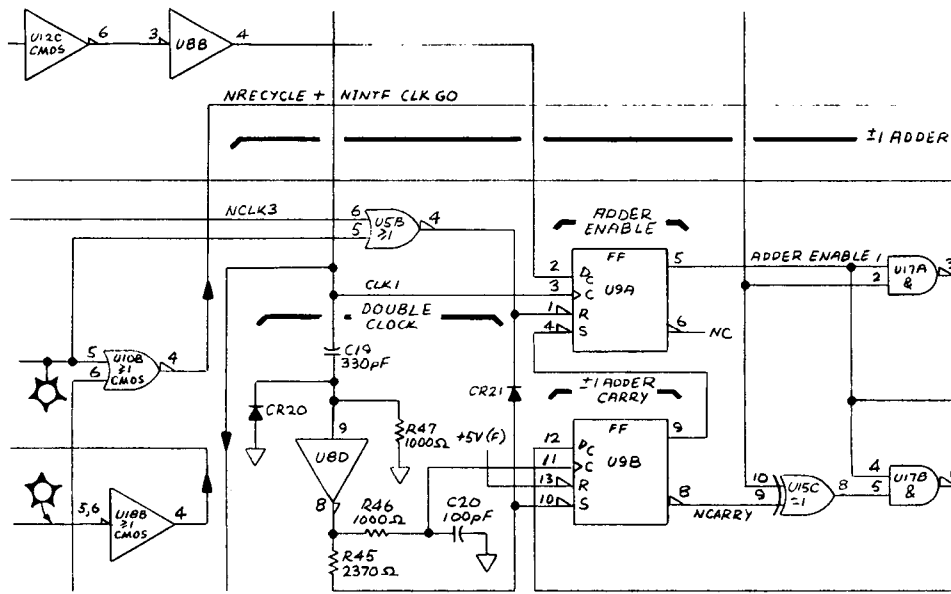 U12C
CMOS
6
3
U8B
4
NRECYCLE + NINTF CLK GO
±1 ADDER
NCLK3
6
5
U5B
≥1
4
ADDER
ENABLE
FF
2
D
C
3
C
U9A
1
R
4
S
5
6
NC
ADDER ENABLE
1
2
U17A
&
3
CLK1
DOUBLE
CLOCK
5
6
U10B
≥1
CMOS
4
C19
330pF
CR20
CR21
R47
1000Ω
9
U8D
8
±1 ADDER
CARRY
+5V(F)
FF
12
D
C
11
C
U9B
13
R
10
S
9
8
NCARRY
10
9
U15C
=1
8
4
5
U17B
&
5,6
U18B
≥1
CMOS
4
R46
1000Ω
C20
100pF
R45
2370Ω